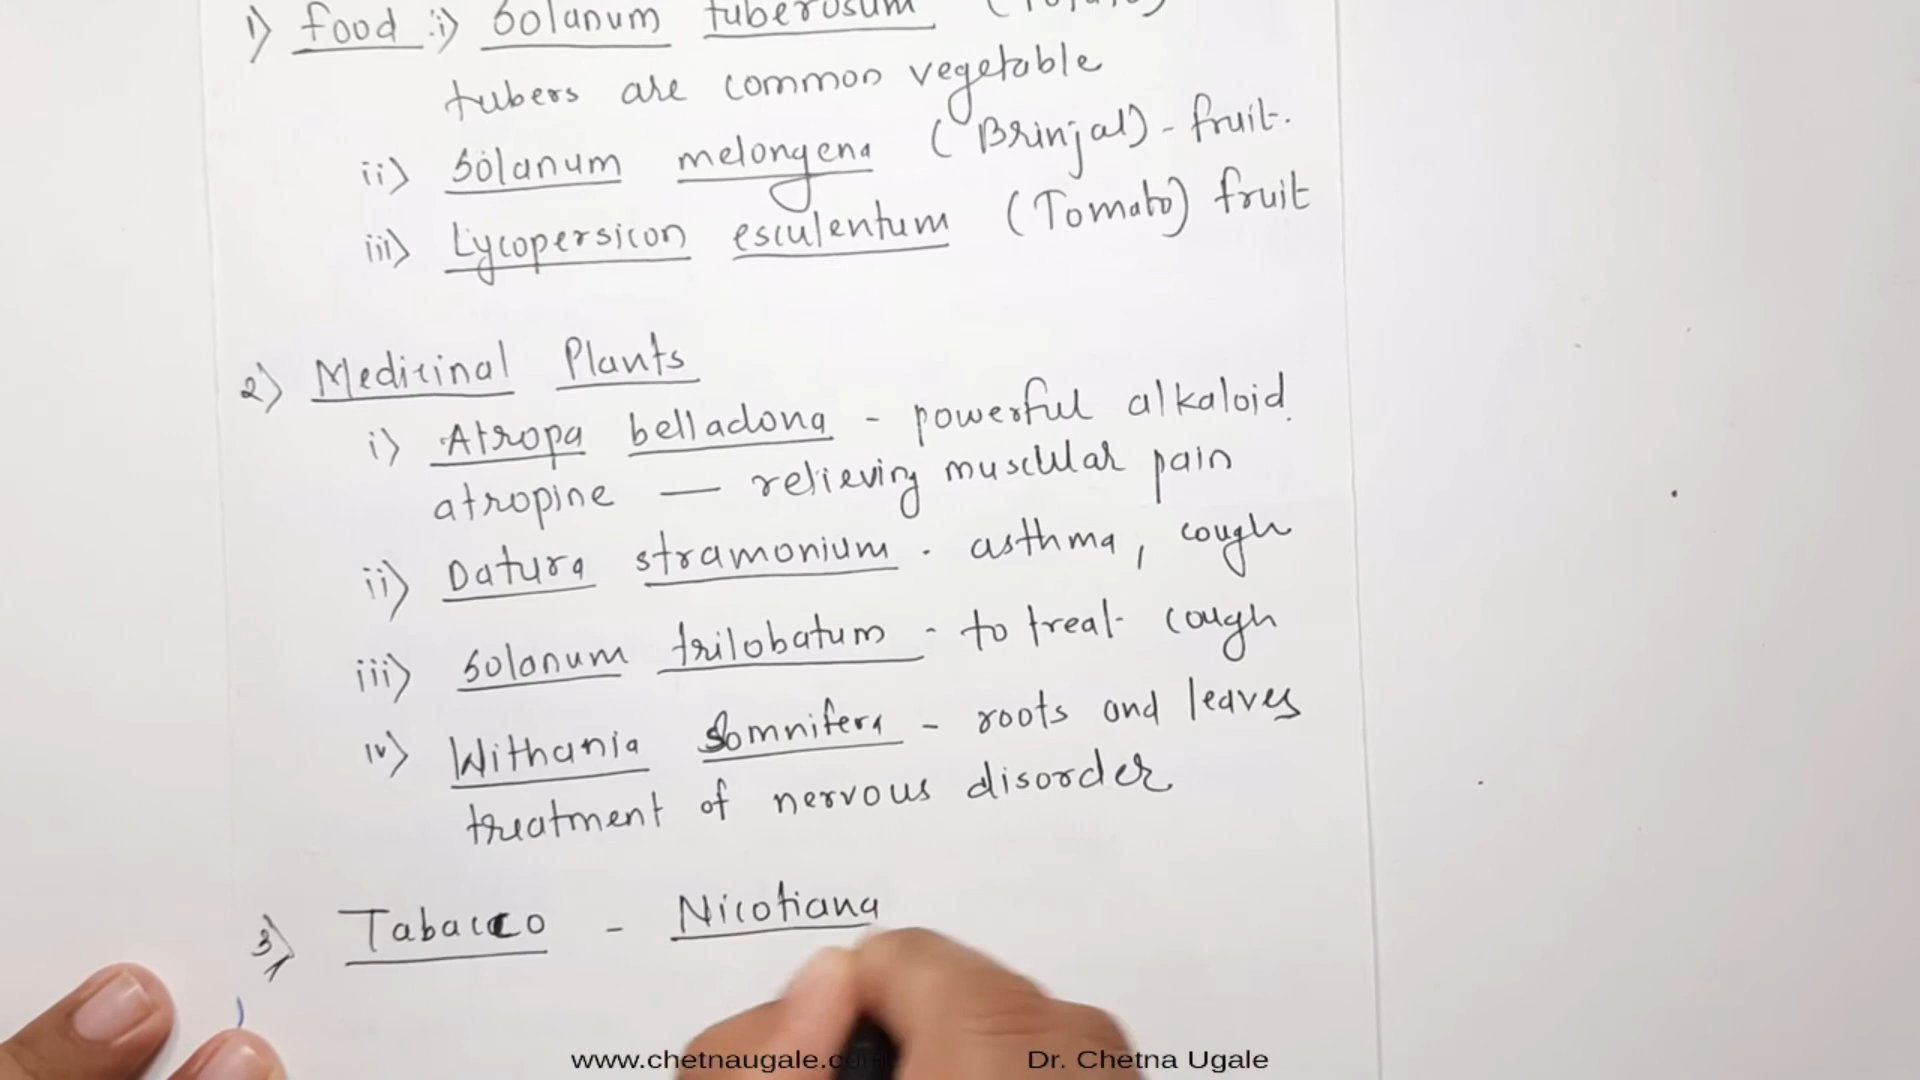 1) Food :i) Solanum tuberosum
tubers are common vegetable
ii) Solanum melongena (Brinjal) - fruit.
iii) Lycopersicon esculentum (Tomato) fruit
2) Medicinal Plants
i) Atropa belladona - powerful alkaloid
atropine — relieving muscular pain
ii) Datura stramonium. asthma, cough
iii) Solanum trilobatum - to treat cough
iv) Withania Somnifera - roots and leaves
treatment of nervous disorder
3) Tabacco - Nicotiana
www.chetnaugale.com Dr. Chetna Ugale